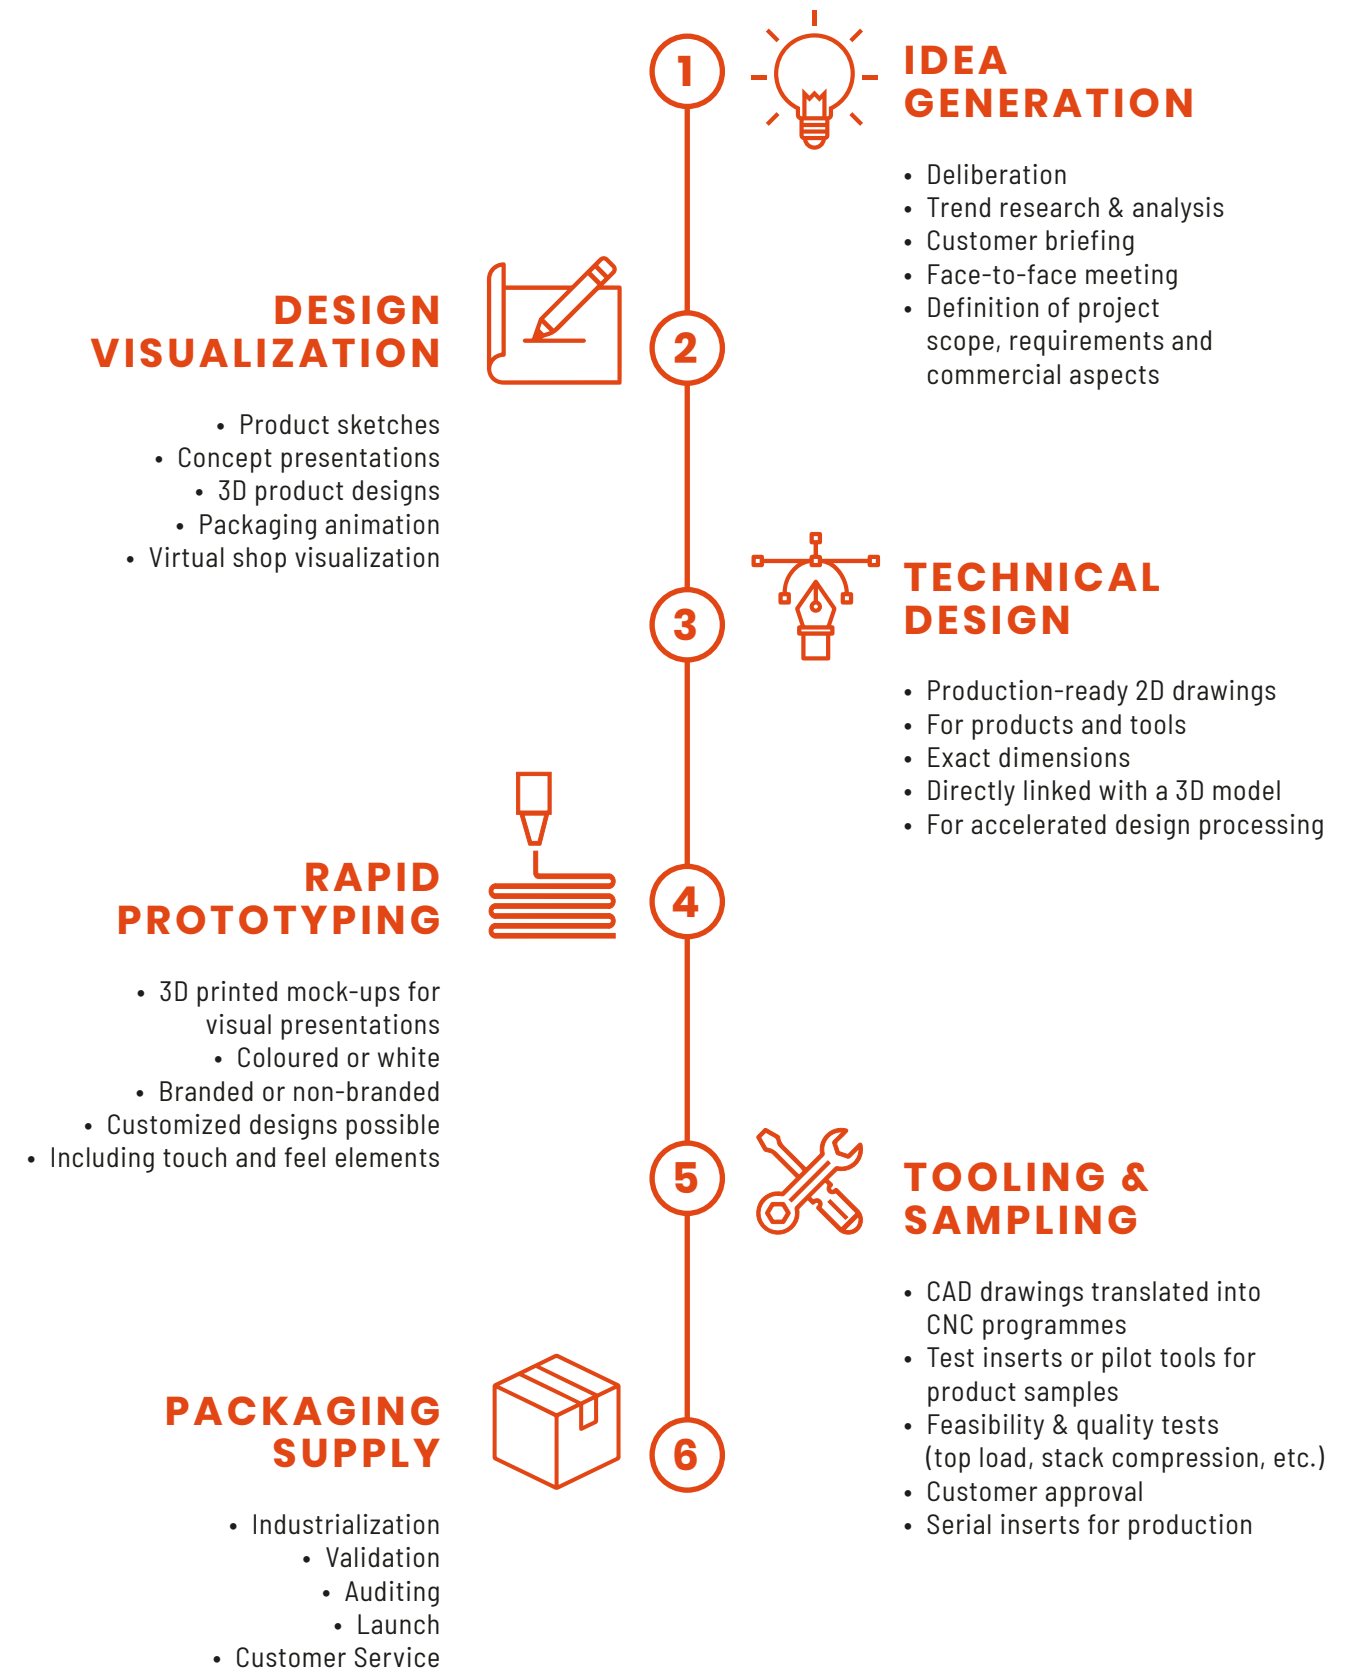 1
IDEA
GENERATION
• Deliberation
• Trend research & analysis
• Customer briefing
• Face-to-face meeting
• Definition of project
scope, requirements and
commercial aspects
2
DESIGN
VISUALIZATION
• Product sketches
• Concept presentations
• 3D product designs
• Packaging animation
• Virtual shop visualization
3
TECHNICAL
DESIGN
• Production-ready 2D drawings
• For products and tools
• Exact dimensions
• Directly linked with a 3D model
• For accelerated design processing
4
RAPID
PROTOTYPING
• 3D printed mock-ups for
visual presentations
• Coloured or white
• Branded or non-branded
• Customized designs possible
• Including touch and feel elements
5
TOOLING &
SAMPLING
• CAD drawings translated into
CNC programmes
• Test inserts or pilot tools for
product samples
• Feasibility & quality tests
(top load, stack compression, etc.)
• Customer approval
• Serial inserts for production
6
PACKAGING
SUPPLY
• Industrialization
• Validation
• Auditing
• Launch
• Customer Service